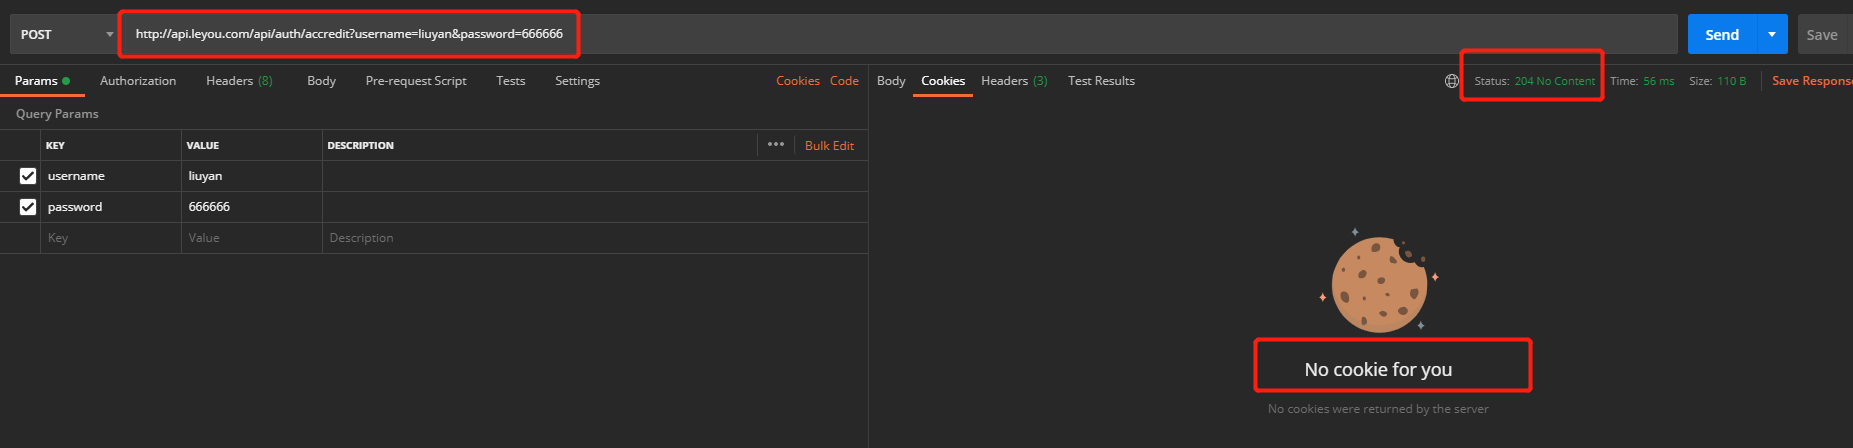 POST
http://api.leyou.com/api/auth/accredit?username=liuyan&password=666666
Send
Save
Params Authorization Headers (8) Body Pre-request Script Tests Settings Cookies Code
Body Cookies Headers (3) Test Results Status: 204 No Content Time: 56 ms Size: 110 B Save Respons
Query Params
KEY VALUE DESCRIPTION ••• Bulk Edit
username liuyan
password 666666
Key Value Description
No cookie for you
No cookies were returned by the server